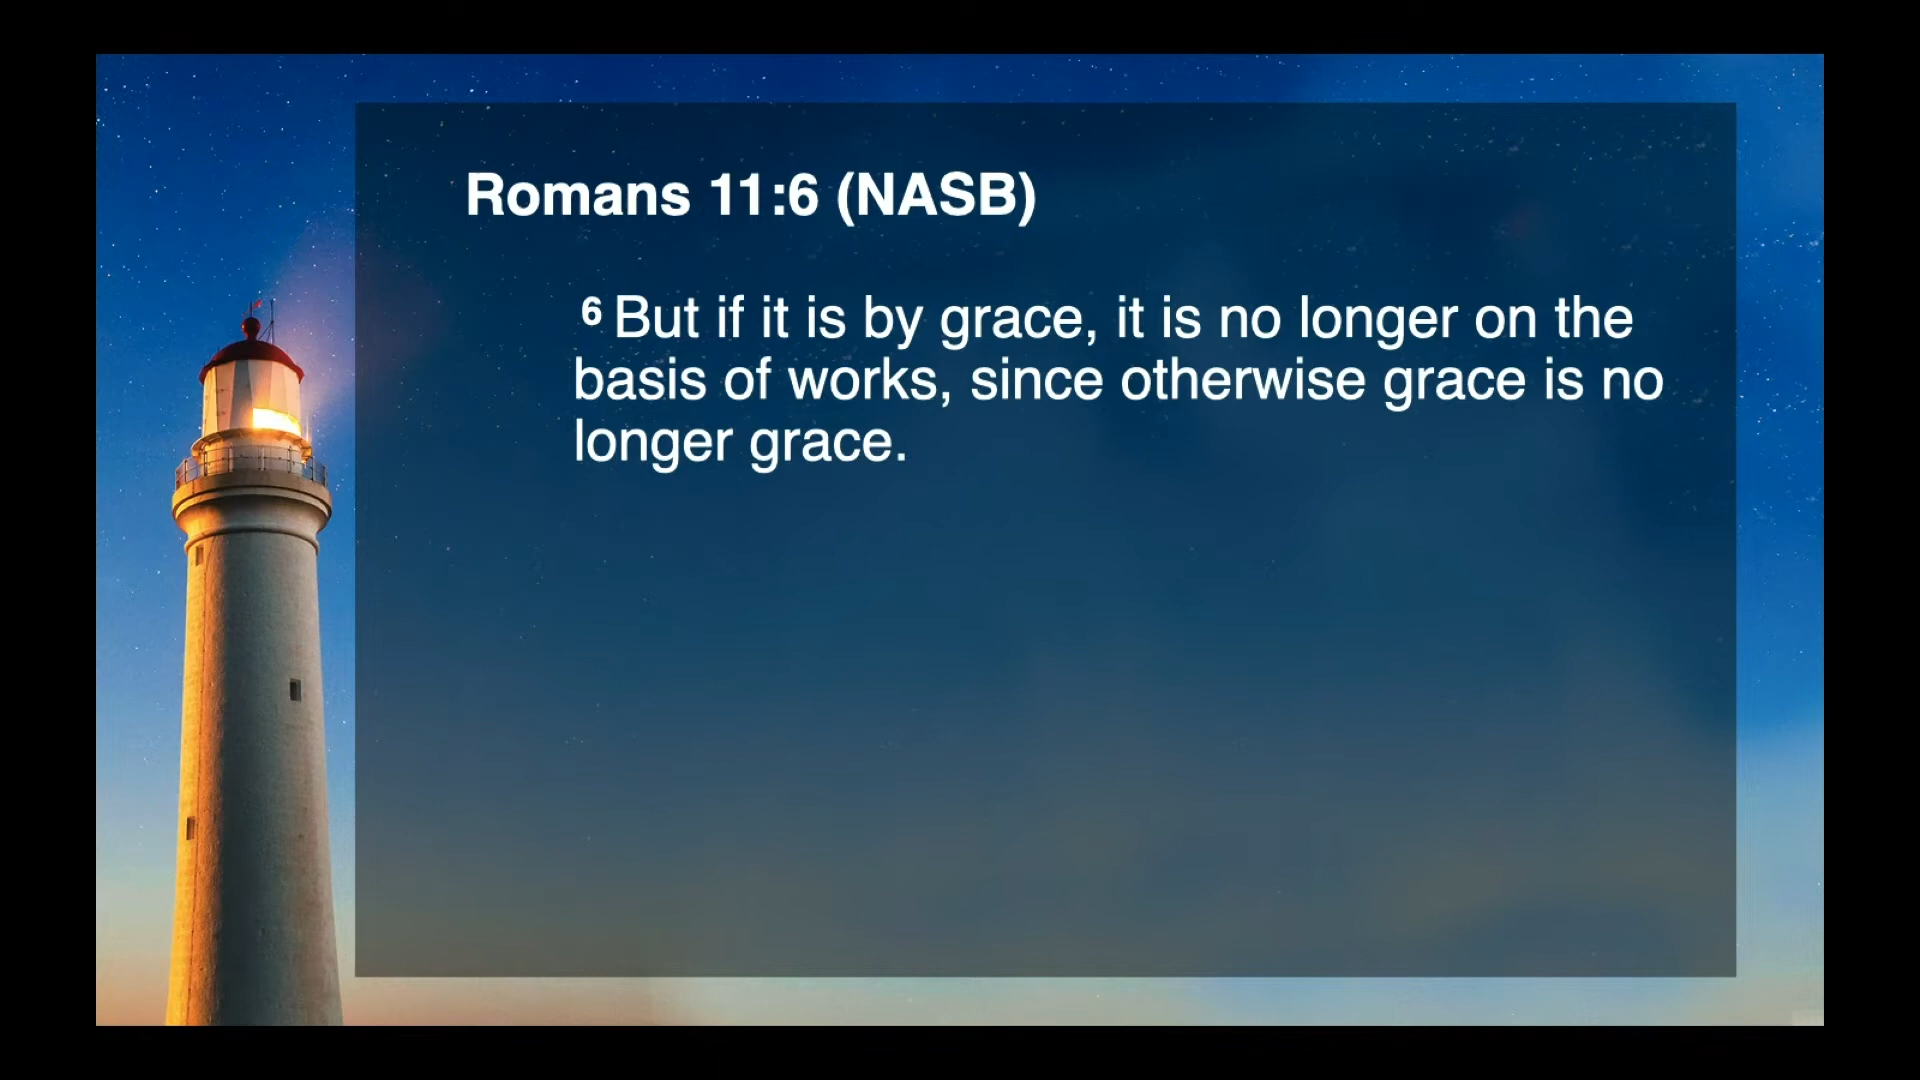 Romans 11:6 (NASB)
6 But if it is by grace, it is no longer on the
basis of works, since otherwise grace is no
longer grace.